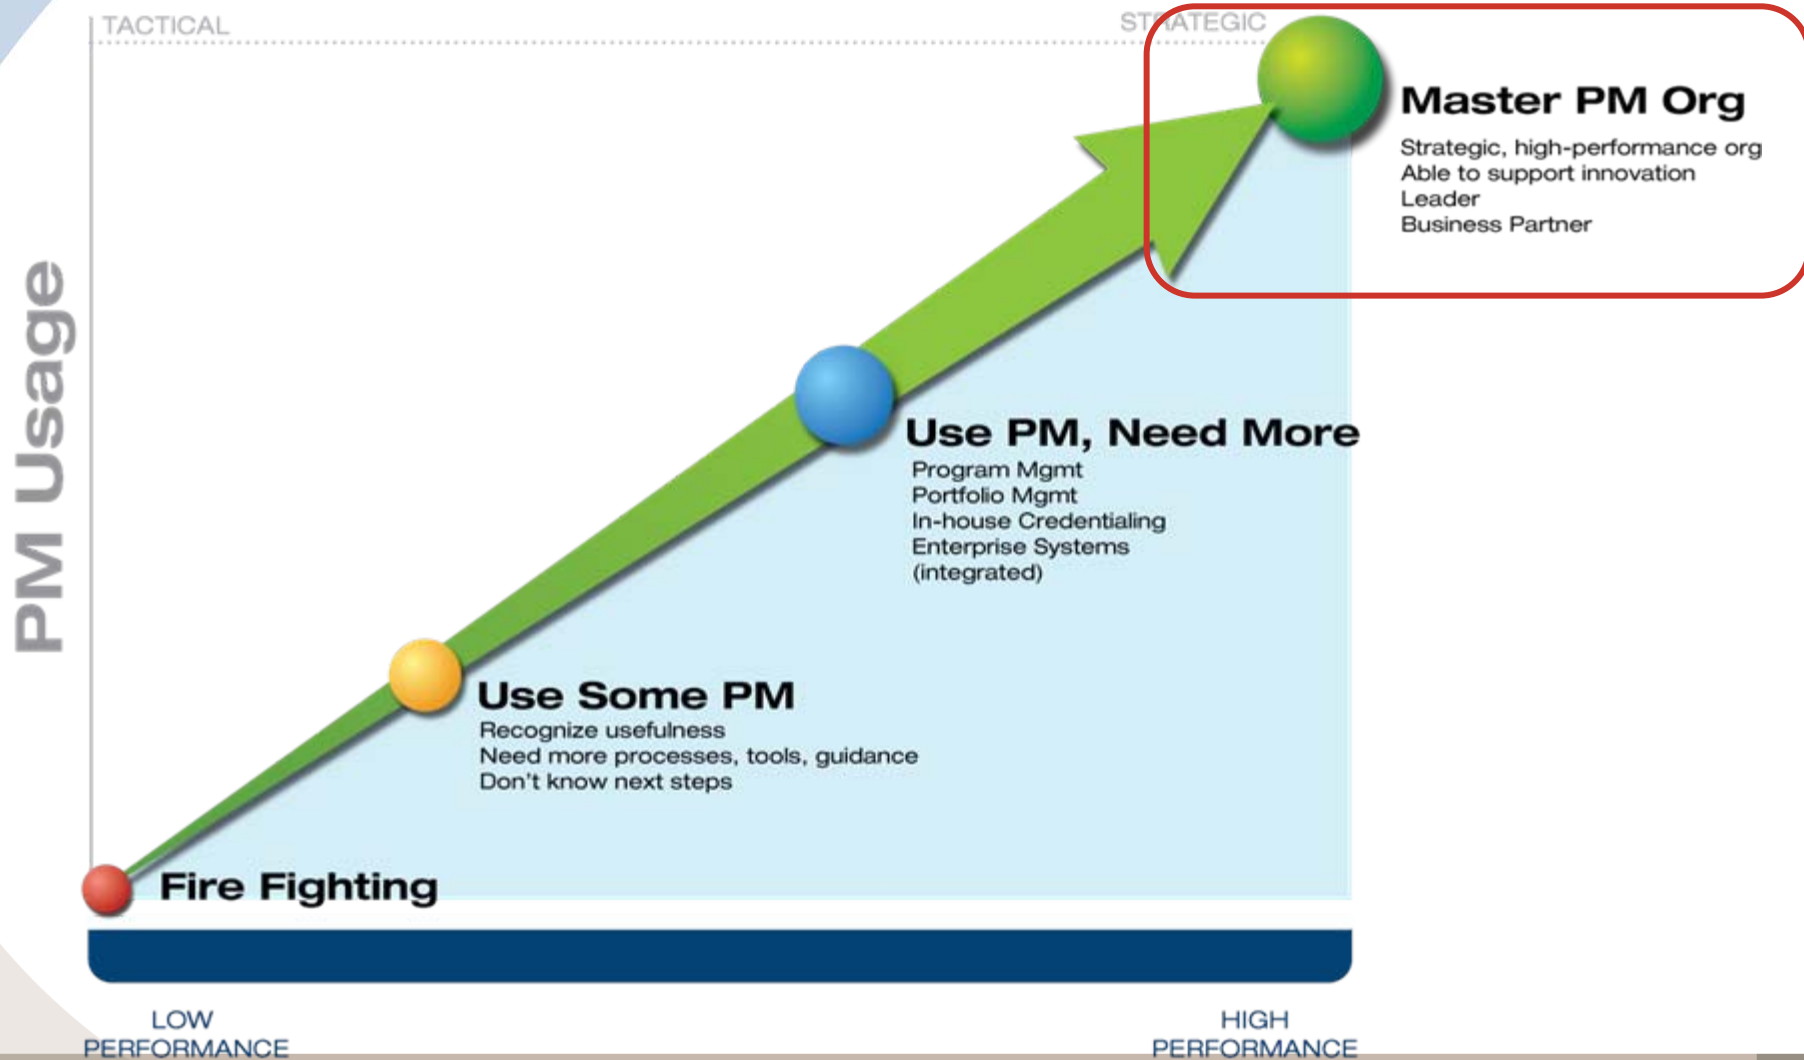 TACTICAL
STRATEGIC
Master PM Org
Strategic, high-performance org
Able to support innovation
Leader
Business Partner
PM Usage
Use PM, Need More
Program Mgmt
Portfolio Mgmt
In-house Credentialing
Enterprise Systems
(integrated)
Use Some PM
Recognize usefulness
Need more processes, tools, guidance
Don't know next steps
Fire Fighting
LOW
PERFORMANCE
HIGH
PERFORMANCE